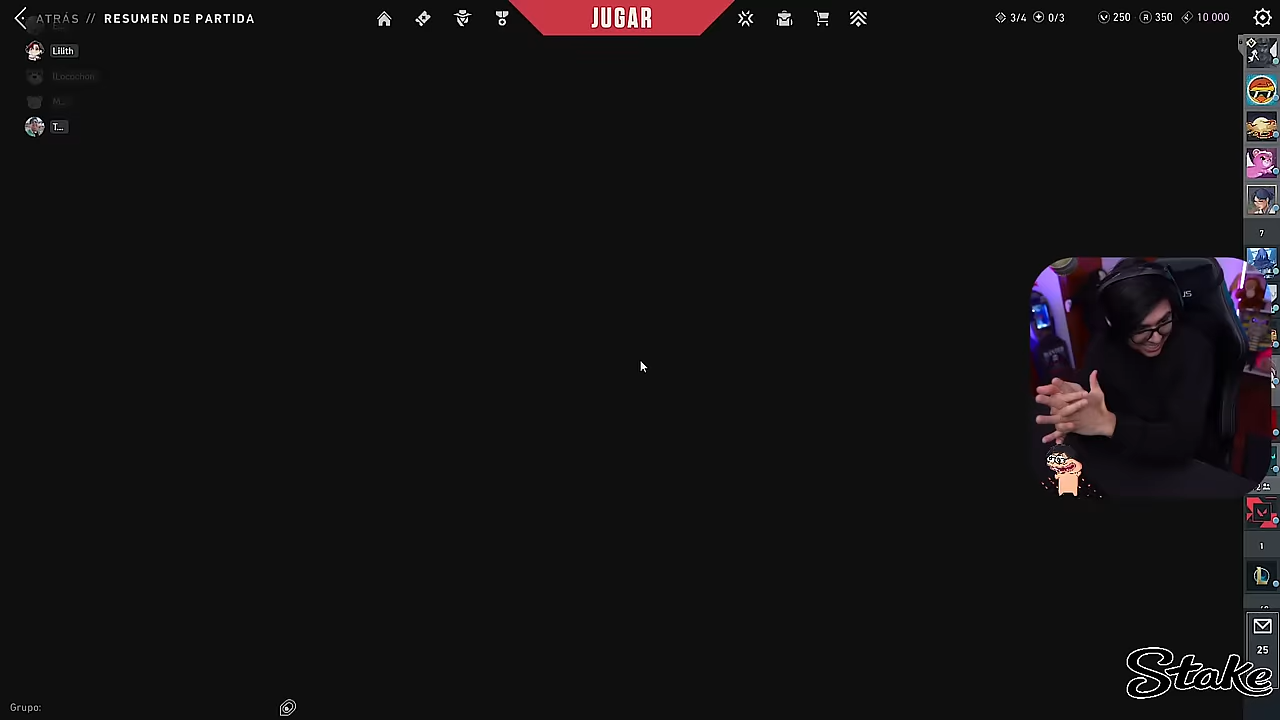 ATRÁS // RESUMEN DE PARTIDA
JUGAR
3/4 0/3 250 350 10 000
Lilith
(Locochon
M...
T...
7
1
25
Stake
Grupo: